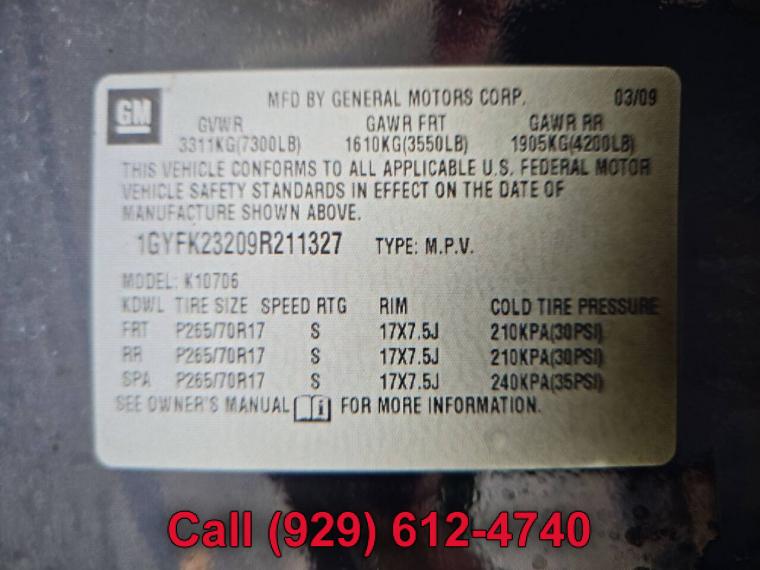 GM
MFD BY GENERAL MOTORS CORP. 03/09
GVWR GAWR FRT GAWR RR
3311KG(7300LB) 1610KG(3550LB) 1905KG(4200LB)
THIS VEHICLE CONFORMS TO ALL APPLICABLE U.S. FEDERAL MOTOR
VEHICLE SAFETY STANDARDS IN EFFECT ON THE DATE OF
MANUFACTURE SHOWN ABOVE.
1GYFK23209R211327 TYPE: M.P.V.
MODEL: K10706
KDWL TIRE SIZE SPEED RTG RIM COLD TIRE PRESSURE
FRT P265/70R17 S 17X7.5J 210KPA(30PSI)
RR P265/70R17 S 17X7.5J 210KPA(30PSI)
SPA P265/70R17 S 17X7.5J 240KPA(35PSI)
SEE OWNER'S MANUAL i FOR MORE INFORMATION.
Call (929) 612-4740